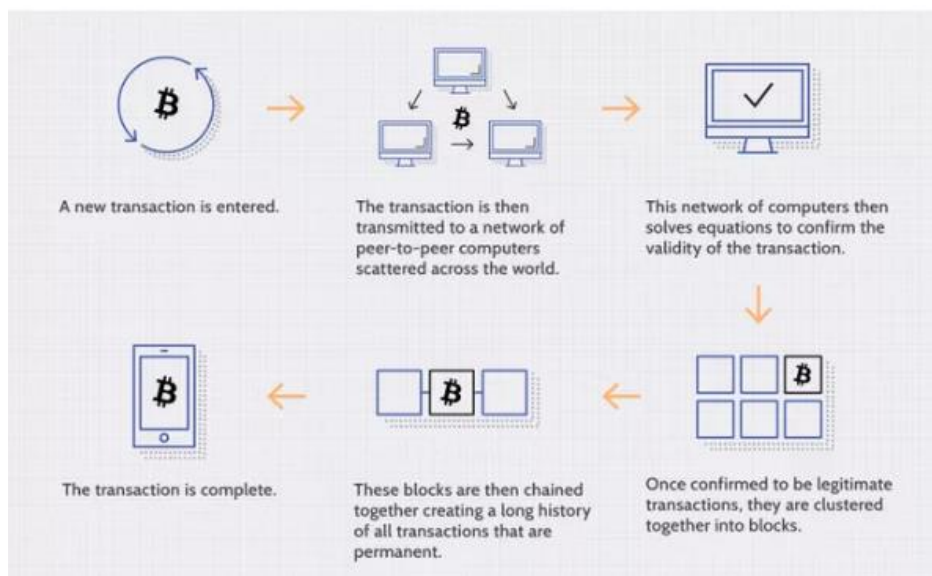 A new transaction is entered.
The transaction is then
transmitted to a network of
peer-to-peer computers
scattered across the world.
This network of computers then
solves equations to confirm the
validity of the transaction.
Once confirmed to be legitimate
transactions, they are clustered
together into blocks.
These blocks are then chained
together creating a long history
of all transactions that are
permanent.
The transaction is complete.